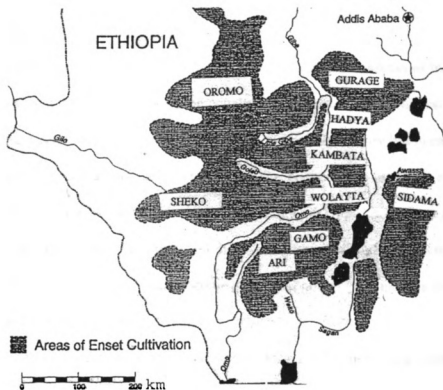 Addis Ababa
ETHIOPIA
GURAGE
OROMO
HADYA
KAMBATA
Gilo
SHEKO
WOLAYTA
SIDAMA
Omo
GAMO
ARI
Areas of Enset Cultivation
0 100 200 km